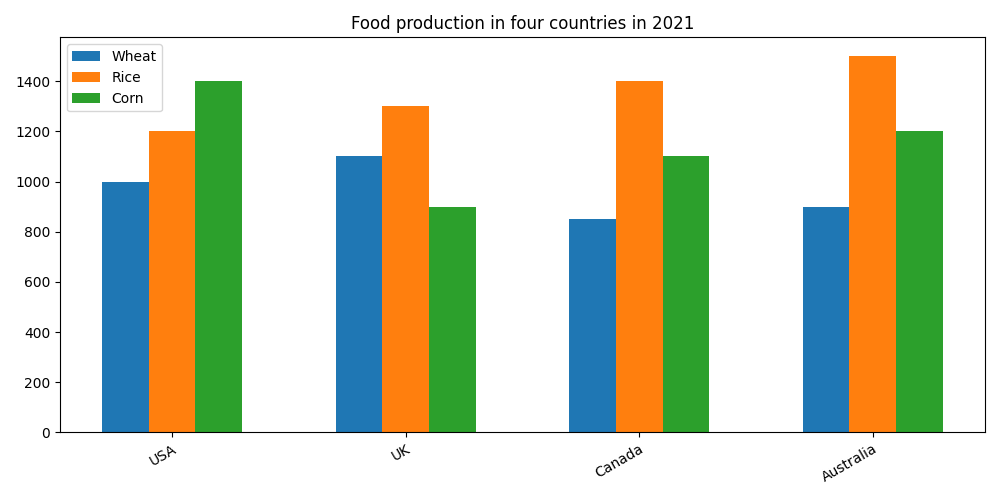 Food production in four countries in 2021
Wheat
Rice
Corn
1400
1200
1000
800
600
400
200
0
USA
UK
Canada
Australia